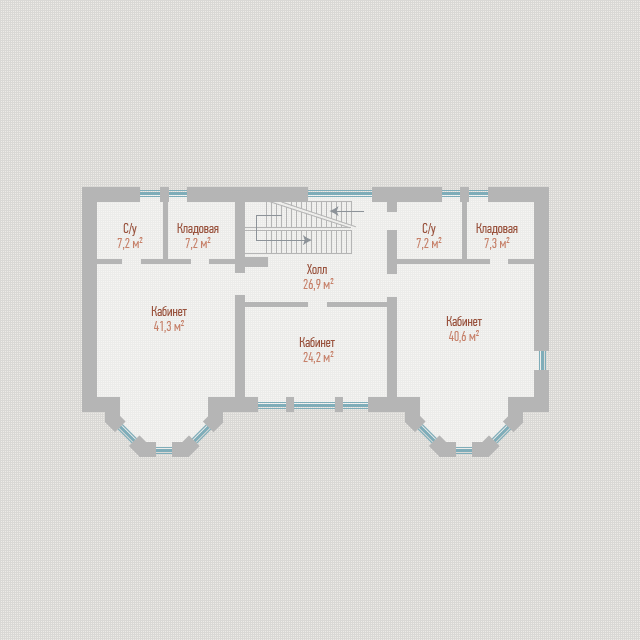 С/у
7,2 м²
Кладовая
7,2 м²
С/у
7,2 м²
Кладовая
7,3 м²
Холл
26,9 м²
Кабинет
41,3 м²
Кабинет
24,2 м²
Кабинет
40,6 м²